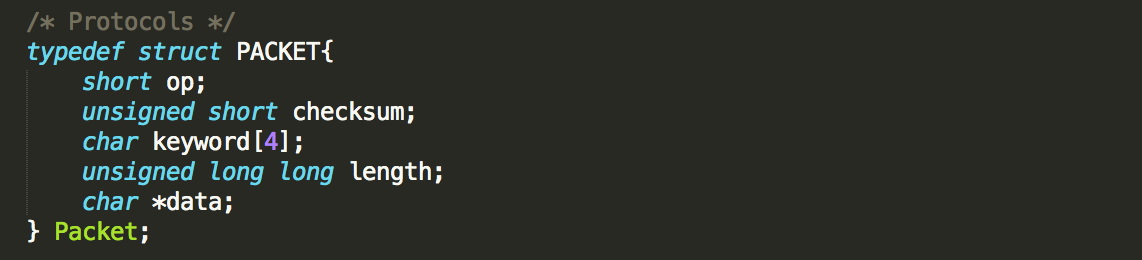 /* Protocols */
typedef struct PACKET{
    short op;
    unsigned short checksum;
    char keyword[4];
    unsigned long long length;
    char *data;
} Packet;